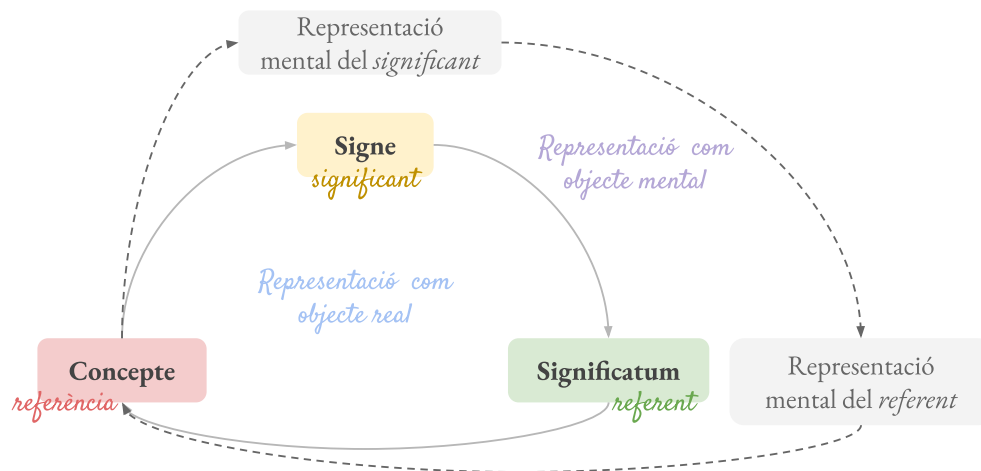 Representació
mental del significant
Signe
significant
Representació com
objecte mental
Representació com
objecte real
Concepte
referència
Significatum
referent
Representació
mental del referent